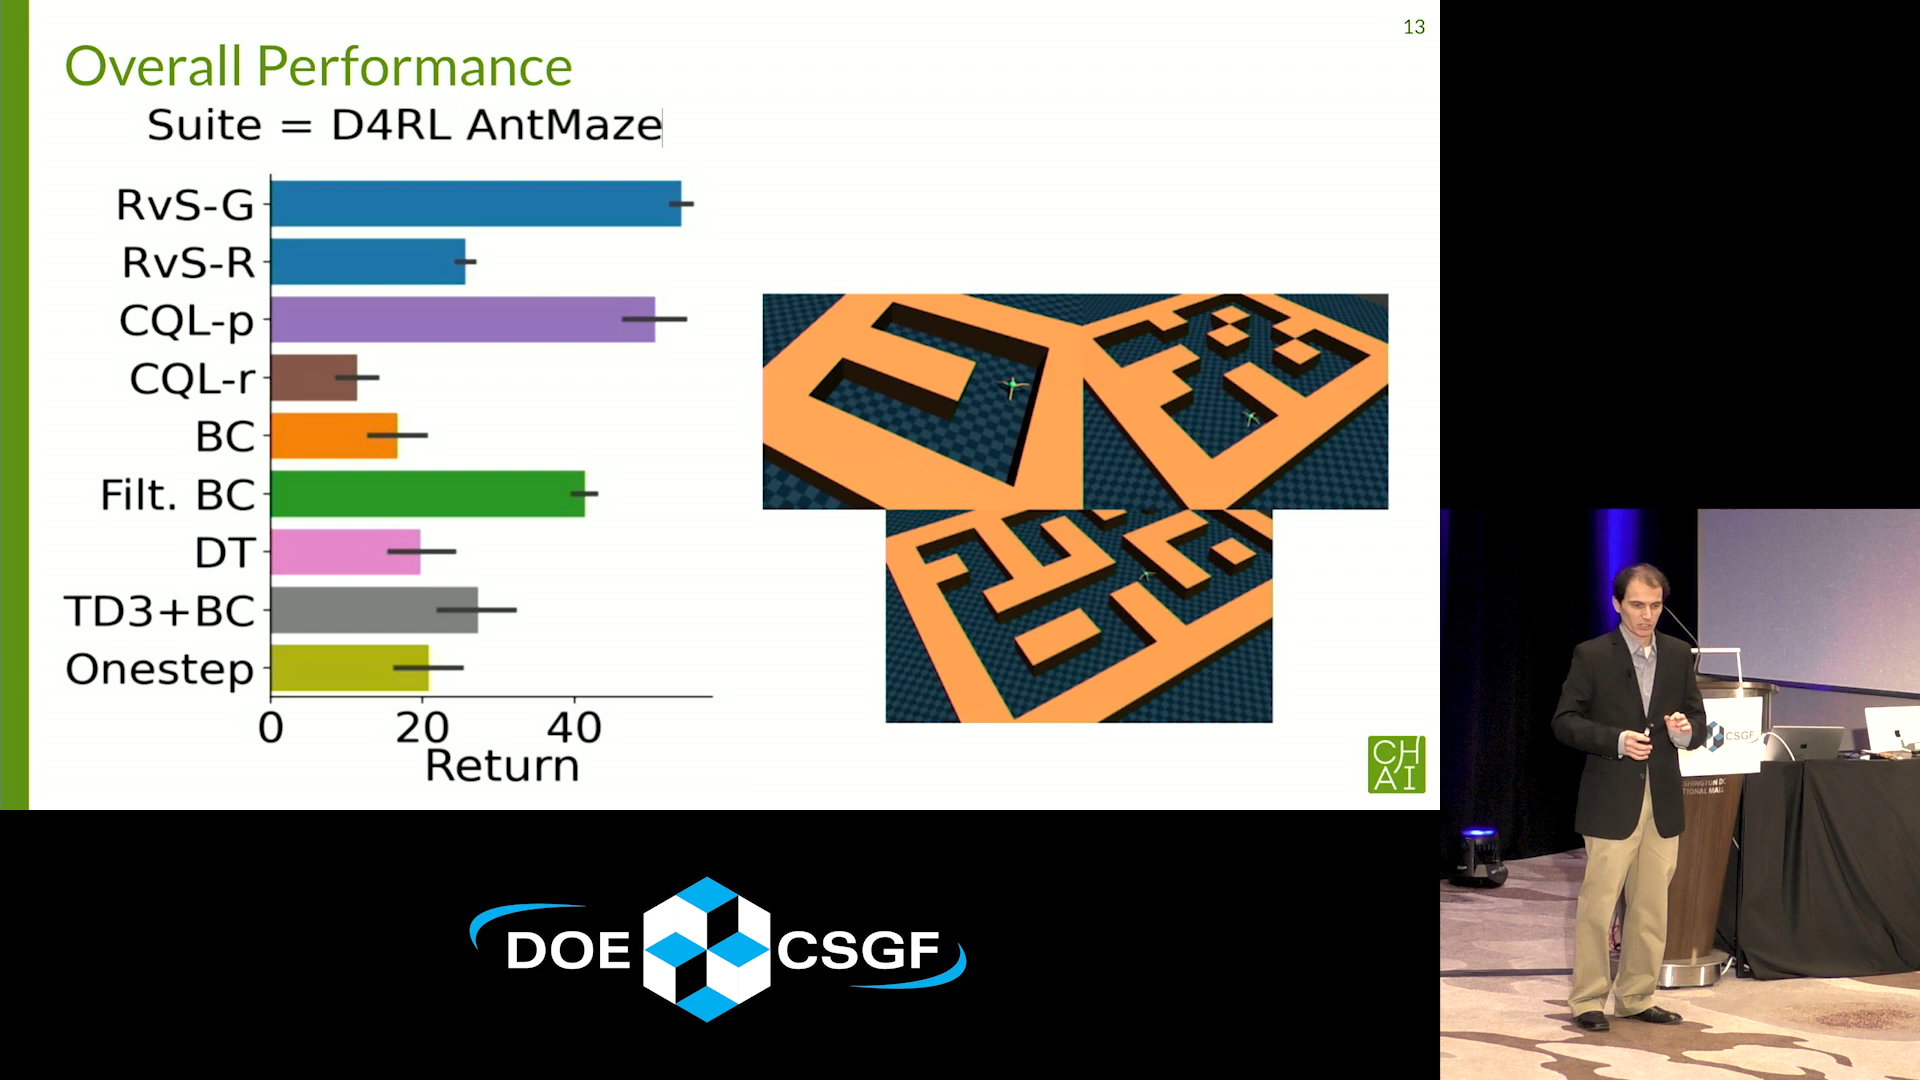 13
Overall Performance
Suite = D4RL AntMaze
RvS-G
RvS-R
CQL-p
CQL-r
BC
Filt. BC
DT
TD3+BC
Onestep
0 20 40
Return
CH
AI
DOE CSGF
CSGF